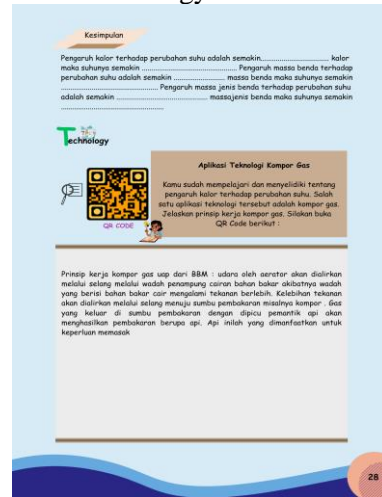 Kesimpulan
Pengaruh kalor terhadap perubahan suhu adalah semakin................................. kalor
maka suhunya semakin ............................................... Pengaruh massa benda terhadap
perubahan suhu adalah semakin ......................... massa benda maka suhunya semakin
............................................... Pengaruh massa jenis benda terhadap perubahan suhu
adalah semakin ............................................. massajenis benda maka suhunya semakin
..................................................
Technology
QR CODE
Aplikasi Teknologi Kompor Gas
Kamu sudah mempelajari dan menyelidiki tentang
pengaruh kalor terhadap perubahan suhu. Salah
satu aplikasi teknologi tersebut adalah kompor gas.
Jelaskan prinsip kerja kompor gas. Silakan buka
QR Code berikut :
Prinsip kerja kompor gas uap dari BBM : udara oleh aerator akan dialirkan
melalui selang melalui wadah penampung cairan bahan bakar akibatnya wadah
yang berisi bahan bakar cair mengalami tekanan berlebih. Kelebihan tekanan
akan dialirkan melalui selang menuju sumbu pembakaran misalnya kompor . Gas
yang keluar di sumbu pembakaran dengan dipicu pemantik api akan
menghasilkan pembakaran berupa api. Api inilah yang dimanfaatkan untuk
keperluan memasak
28